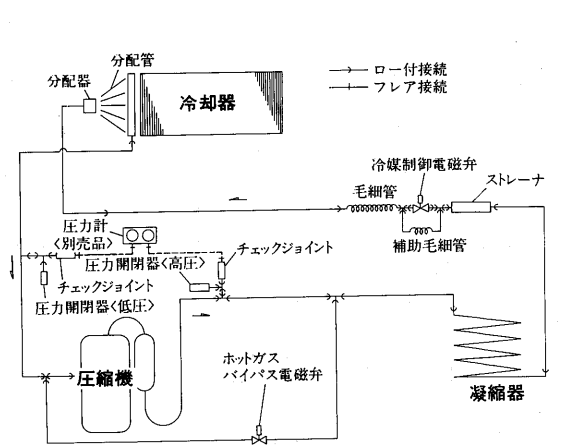 分配管
分配器
冷却器
ロー付接続
フレア接続
冷媒制御電磁弁
毛細管
ストレーナ
補助毛細管
圧力計
〈別売品〉
チェックジョイント
圧力開閉器〈高圧〉
チェックジョイント
圧力開閉器〈低圧〉
圧縮機
ホットガス
バイパス電磁弁
凝縮器